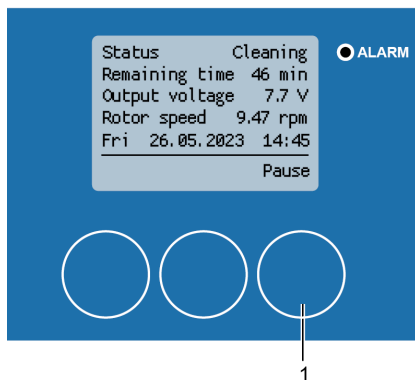 Status Cleaning
ALARM
Remaining time 46 min
Output voltage 7.7 V
Rotor speed 9.47 rpm
Fri 26.05.2023 14:45
Pause
1